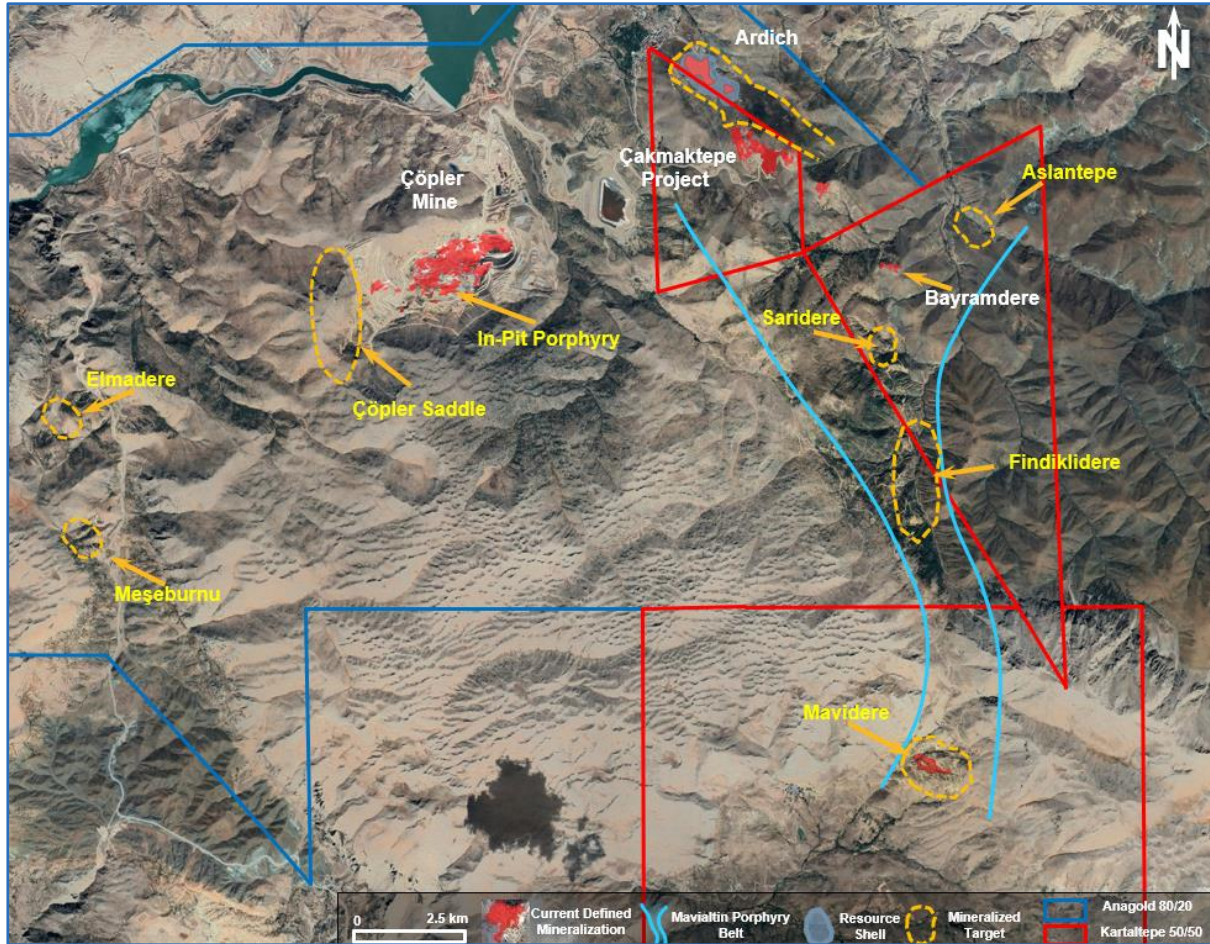 Ardich
N
Çöpler
Mine
Çakmaktepe
Project
Aslantepe
Bayramdere
Saridere
In-Pit Porphyry
Çöpler Saddle
Elmadere
Findiklidere
Meşeburnu
Mavidere
0 2.5 km
Current Defined
Mineralization
Mavialtin Porphyry
Belt
Resource
Shell
Mineralized
Target
Anagold 80/20
Kartaltepe 50/50